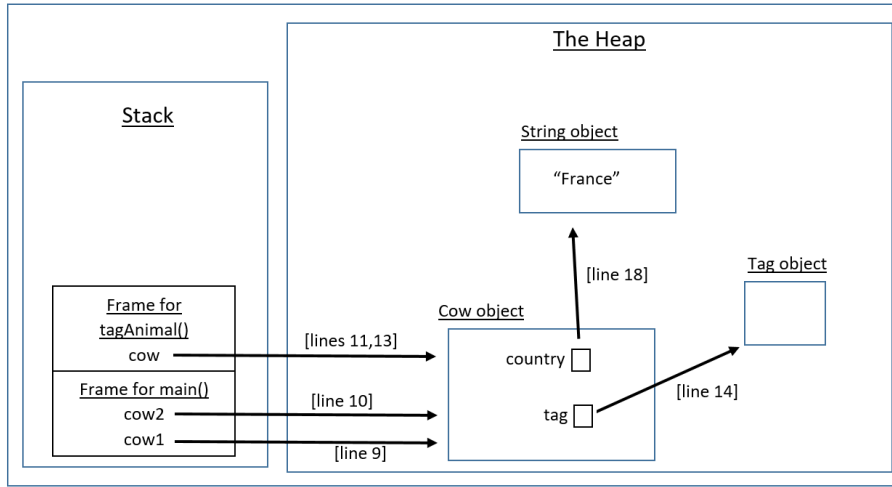 The Heap
Stack
String object
“France”
[line 18]
Tag object
Cow object
Frame for
tagAnimal()
cow
[lines 11,13]
country
[line 14]
Frame for main()
cow2
[line 10]
tag
cow1
[line 9]